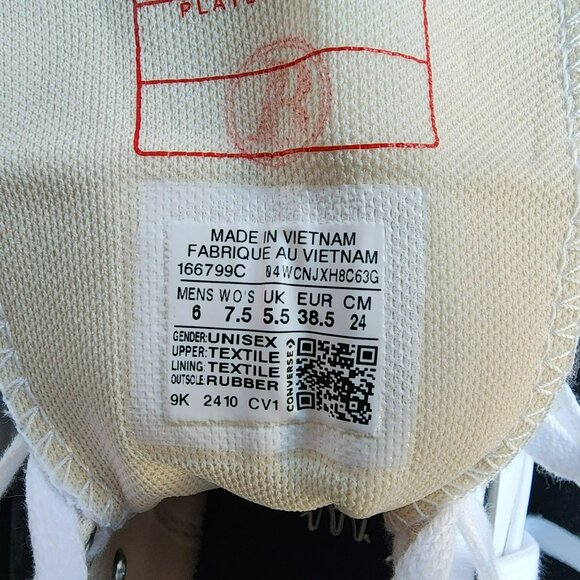 MADE IN VIETNAM
FABRIQUE AU VIETNAM
166799C 04WCNJXH8C63G
MENS WO'S UK EUR CM
6 7.5 5.5 38.5 24
GENDER: UNISEX
UPPER: TEXTILE
LINING: TEXTILE
OUTSOLE: RUBBER
CONVERSE
9K 2410 CV1